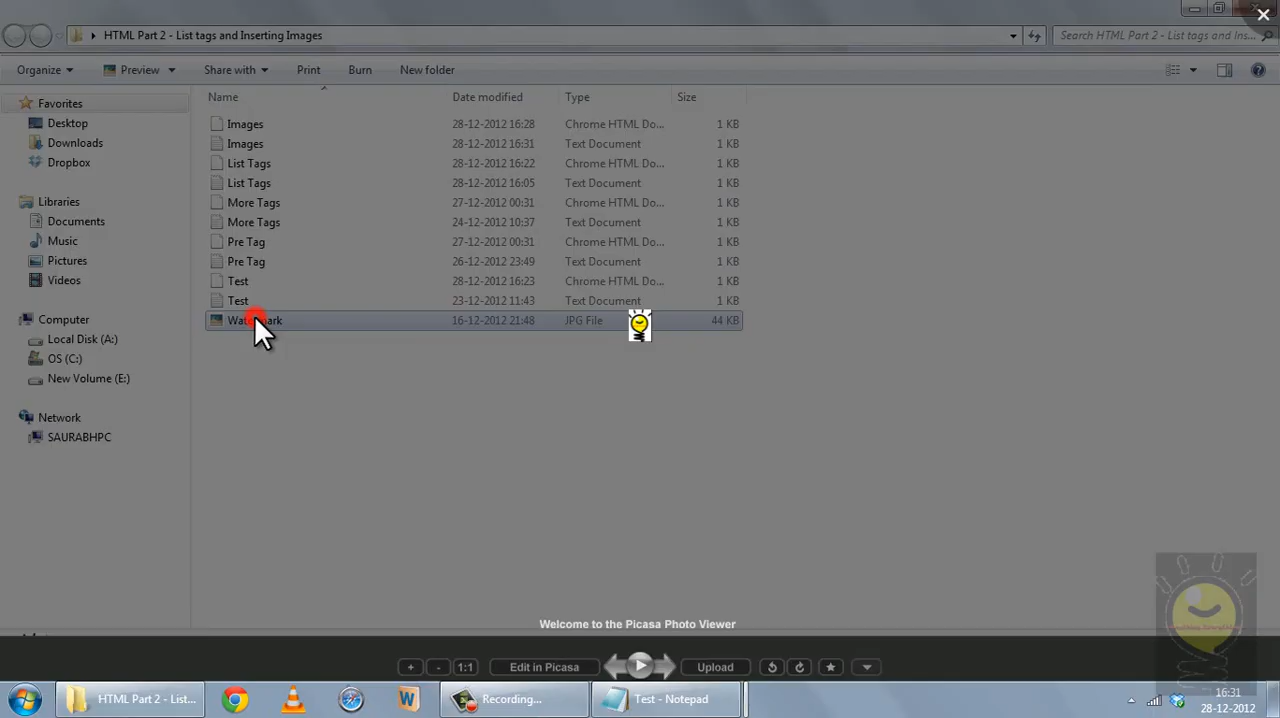 HTML Part 2 - List tags and Inserting Images
Search HTML Part 2 - List tags and Ins...
Organize Preview Share with Print Burn New folder
Name Date modified Type Size
Favorites
Desktop
Downloads
Dropbox
Libraries
Documents
Music
Pictures
Videos
Computer
Local Disk (A:)
OS (C:)
New Volume (E:)
Network
SAURABHPC
Images 28-12-2012 16:28 Chrome HTML Do... 1 KB
Images 28-12-2012 16:31 Text Document 1 KB
List Tags 28-12-2012 16:22 Chrome HTML Do... 1 KB
List Tags 28-12-2012 16:05 Text Document 1 KB
More Tags 27-12-2012 00:31 Chrome HTML Do... 1 KB
More Tags 24-12-2012 10:37 Text Document 1 KB
Pre Tag 27-12-2012 00:31 Chrome HTML Do... 1 KB
Pre Tag 26-12-2012 23:49 Text Document 1 KB
Test 28-12-2012 16:23 Chrome HTML Do... 1 KB
Test 23-12-2012 11:43 Text Document 1 KB
Watermark 16-12-2012 21:48 JPG File 44 KB
Welcome to the Picasa Photo Viewer
+ - 1:1 Edit in Picasa Upload
HTML Part 2 - List... Recording... Test - Notepad
16:31
28-12-2012